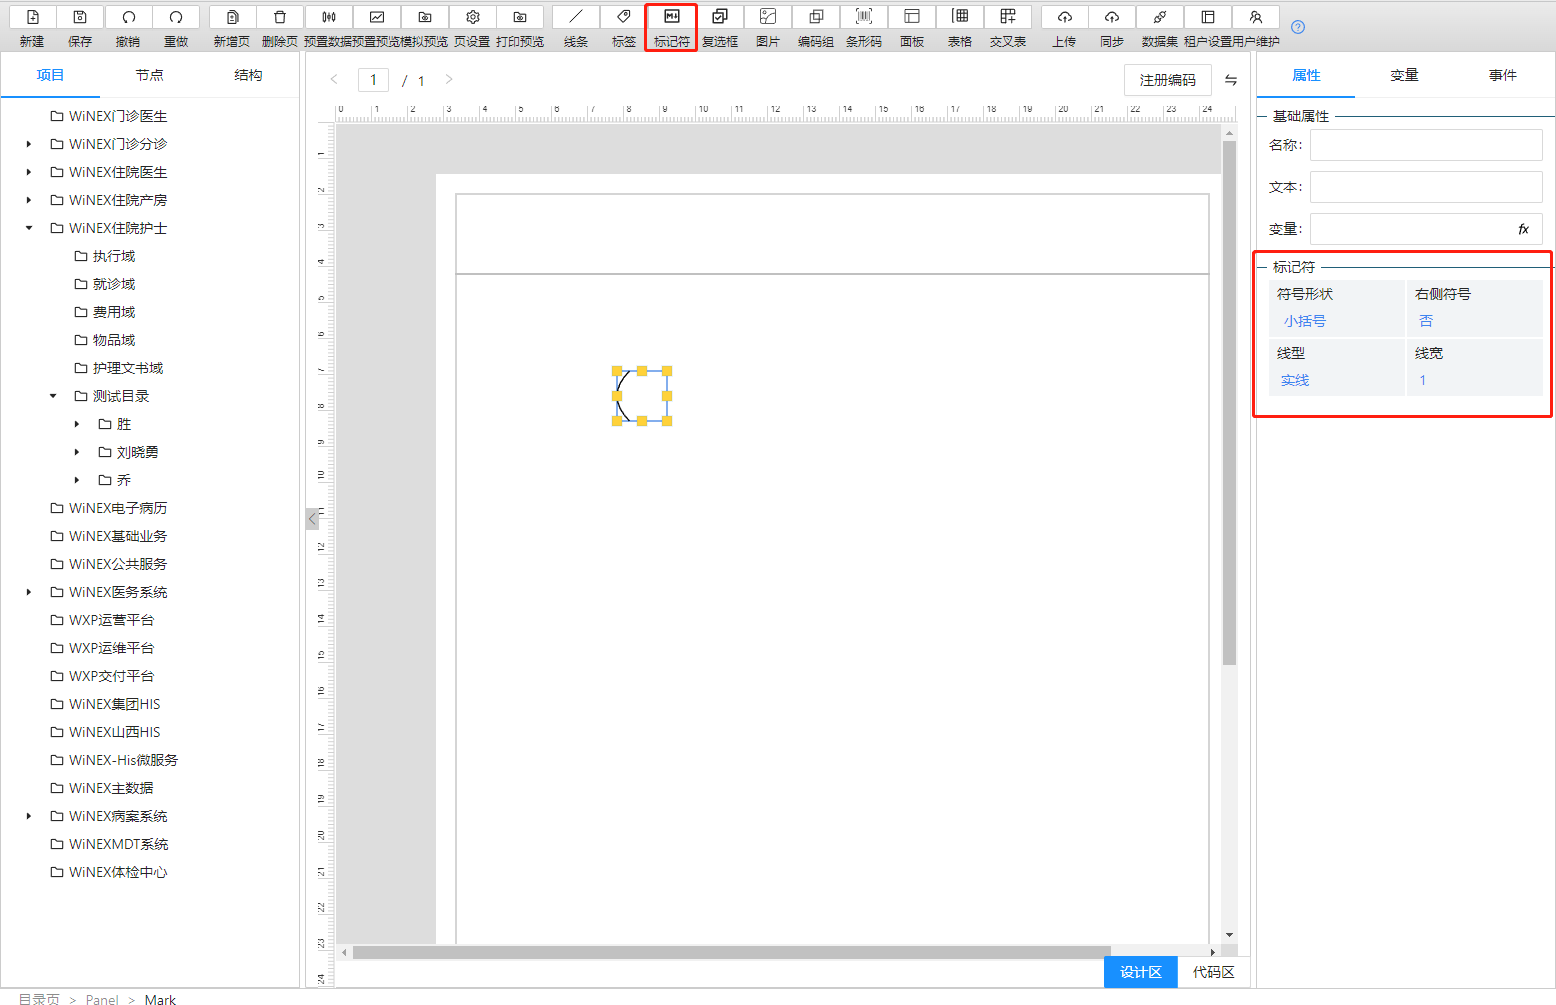 新建 保存 撤销 重做 新增页 删除页 预置数据 预置预览 模拟预览 页设置 打印预览 线条 标签 标记符 复选框 图片 编码组 条形码 面板 表格 交叉表 上传 同步 数据集 租户设置 用户维护
项目 节点 结构
1 / 1
注册编码
属性 变量 事件
0 1 2 3 4 5 6 7 8 9 10 11 12 13 14 15 16 17 18 19 20 21 22 23 24
1
2
3
4
5
6
7
8
9
10
11
12
13
14
15
16
17
18
19
20
21
22
23
24
WiNEX门诊医生
WiNEX门诊分诊
WiNEX住院医生
WiNEX住院产房
WiNEX住院护士
执行域
就诊域
费用域
物品域
护理文书域
测试目录
胜
刘晓勇
乔
WiNEX电子病历
WiNEX基础业务
WiNEX公共服务
WiNEX医务系统
WXP运营平台
WXP运维平台
WXP交付平台
WiNEX集团HIS
WiNEX山西HIS
WiNEX-His微服务
WiNEX主数据
WiNEX病案系统
WiNEXMDT系统
WiNEX体检中心
基础属性
名称:
文本:
变量: fx
标记符
符号形状 右侧符号
小括号 否
线型 线宽
实线 1
设计区 代码区
目录页 > Panel > Mark